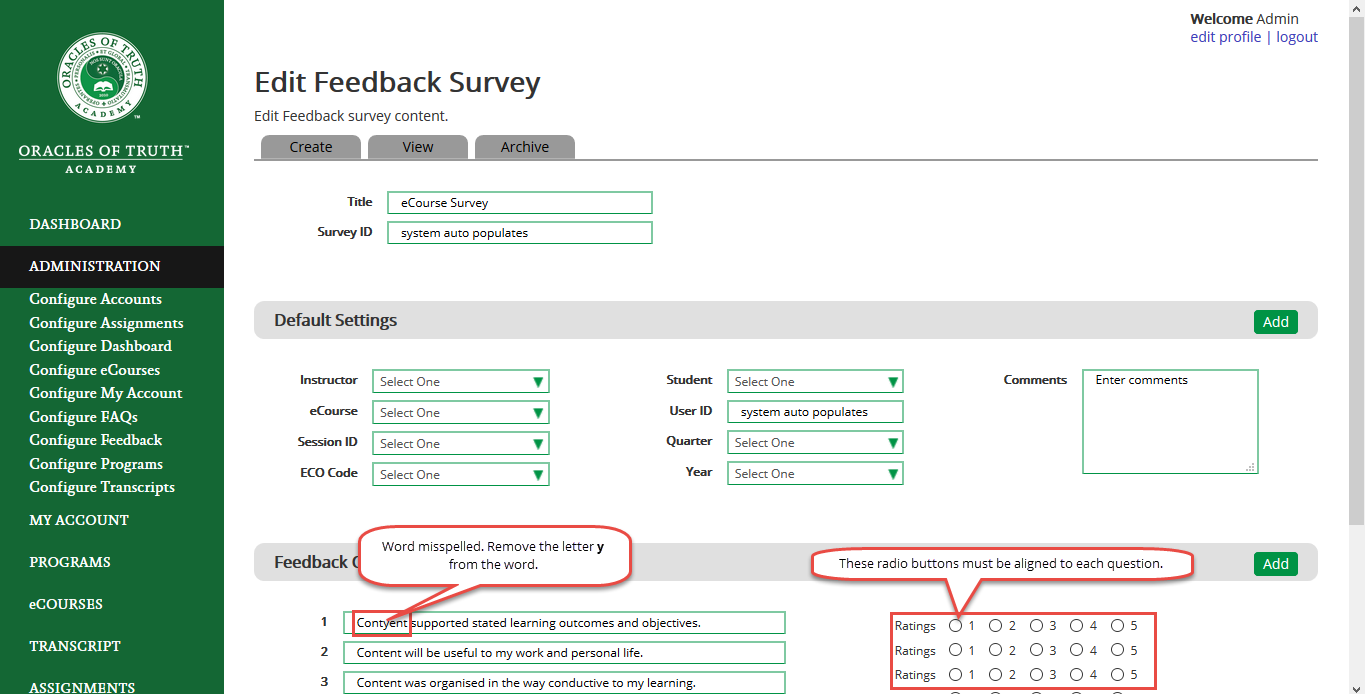 Welcome Admin
edit profile | logout
ORACLES OF TRUTH
ACADEMY
ORACLES OF TRUTH™
ACADEMY
DASHBOARD
ADMINISTRATION
Configure Accounts
Configure Assignments
Configure Dashboard
Configure eCourses
Configure My Account
Configure FAQs
Configure Feedback
Configure Programs
Configure Transcripts
MY ACCOUNT
PROGRAMS
eCOURSES
TRANSCRIPT
ASSIGNMENTS
Edit Feedback Survey
Edit Feedback survey content.
Create View Archive
Title eCourse Survey
Survey ID system auto populates
Default Settings Add
Instructor Select One Student Select One Comments Enter comments
eCourse Select One User ID system auto populates
Session ID Select One Quarter Select One
ECO Code Select One Year Select One
Word misspelled. Remove the letter y
from the word.
These radio buttons must be aligned to each question.
Feedback Add
1 Contyent supported stated learning outcomes and objectives. Ratings 1 2 3 4 5
2 Content will be useful to my work and personal life. Ratings 1 2 3 4 5
3 Content was organised in the way conductive to my learning. Ratings 1 2 3 4 5